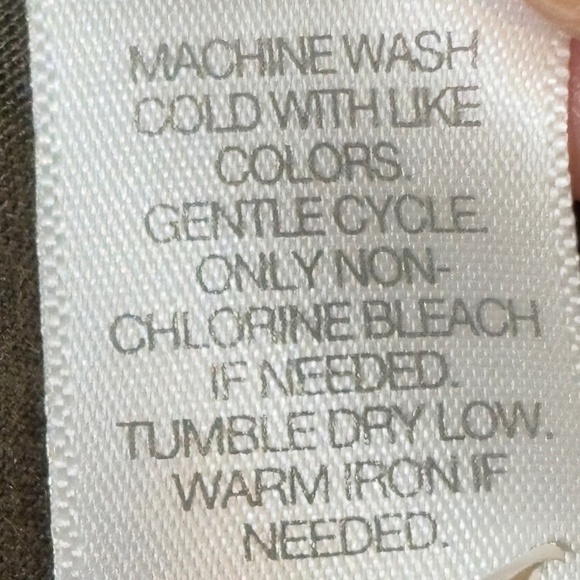 MACHINE WASH
COLD WITH LIKE
COLORS.
GENTLE CYCLE.
ONLY NON-
CHLORINE BLEACH
IF NEEDED.
TUMBLE DRY LOW.
WARM IRON IF
NEEDED.